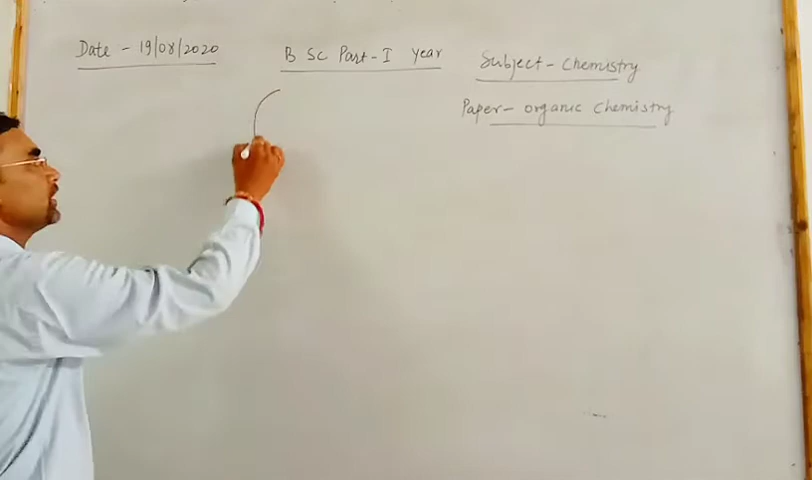 Date - 19/08/2020 B Sc Part - I year Subject - Chemistry
Paper - organic chemistry